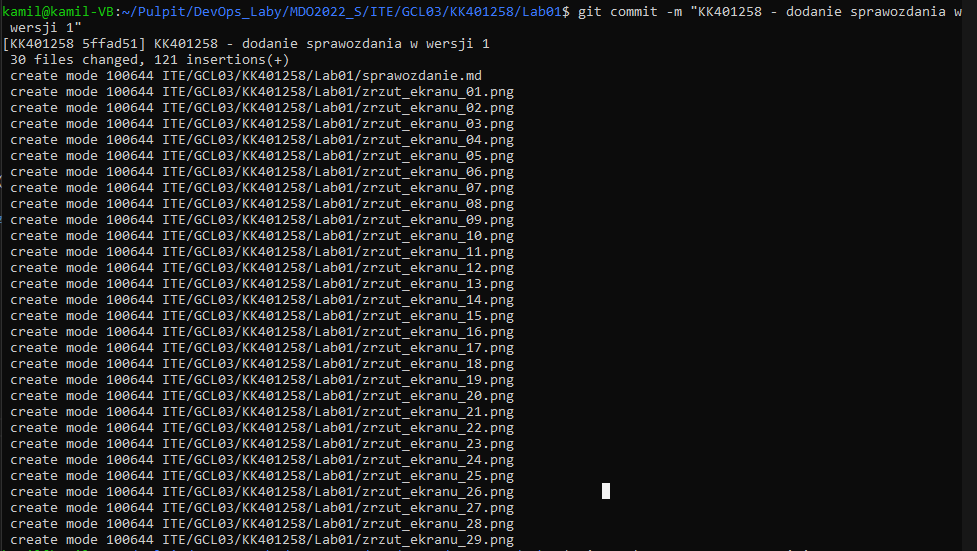 kamil@kamil-VB:~/Pulpit/DevOps_Laby/MDO2022_S/ITE/GCL03/KK401258/Lab01$ git commit -m "KK401258 - dodanie sprawozdania w
wersji 1"
[KK401258 5ffad51] KK401258 - dodanie sprawozdania w wersji 1
30 files changed, 121 insertions(+)
create mode 100644 ITE/GCL03/KK401258/Lab01/sprawozdanie.md
create mode 100644 ITE/GCL03/KK401258/Lab01/zrzut_ekranu_01.png
create mode 100644 ITE/GCL03/KK401258/Lab01/zrzut_ekranu_02.png
create mode 100644 ITE/GCL03/KK401258/Lab01/zrzut_ekranu_03.png
create mode 100644 ITE/GCL03/KK401258/Lab01/zrzut_ekranu_04.png
create mode 100644 ITE/GCL03/KK401258/Lab01/zrzut_ekranu_05.png
create mode 100644 ITE/GCL03/KK401258/Lab01/zrzut_ekranu_06.png
create mode 100644 ITE/GCL03/KK401258/Lab01/zrzut_ekranu_07.png
create mode 100644 ITE/GCL03/KK401258/Lab01/zrzut_ekranu_08.png
create mode 100644 ITE/GCL03/KK401258/Lab01/zrzut_ekranu_09.png
create mode 100644 ITE/GCL03/KK401258/Lab01/zrzut_ekranu_10.png
create mode 100644 ITE/GCL03/KK401258/Lab01/zrzut_ekranu_11.png
create mode 100644 ITE/GCL03/KK401258/Lab01/zrzut_ekranu_12.png
create mode 100644 ITE/GCL03/KK401258/Lab01/zrzut_ekranu_13.png
create mode 100644 ITE/GCL03/KK401258/Lab01/zrzut_ekranu_14.png
create mode 100644 ITE/GCL03/KK401258/Lab01/zrzut_ekranu_15.png
create mode 100644 ITE/GCL03/KK401258/Lab01/zrzut_ekranu_16.png
create mode 100644 ITE/GCL03/KK401258/Lab01/zrzut_ekranu_17.png
create mode 100644 ITE/GCL03/KK401258/Lab01/zrzut_ekranu_18.png
create mode 100644 ITE/GCL03/KK401258/Lab01/zrzut_ekranu_19.png
create mode 100644 ITE/GCL03/KK401258/Lab01/zrzut_ekranu_20.png
create mode 100644 ITE/GCL03/KK401258/Lab01/zrzut_ekranu_21.png
create mode 100644 ITE/GCL03/KK401258/Lab01/zrzut_ekranu_22.png
create mode 100644 ITE/GCL03/KK401258/Lab01/zrzut_ekranu_23.png
create mode 100644 ITE/GCL03/KK401258/Lab01/zrzut_ekranu_24.png
create mode 100644 ITE/GCL03/KK401258/Lab01/zrzut_ekranu_25.png
create mode 100644 ITE/GCL03/KK401258/Lab01/zrzut_ekranu_26.png
create mode 100644 ITE/GCL03/KK401258/Lab01/zrzut_ekranu_27.png
create mode 100644 ITE/GCL03/KK401258/Lab01/zrzut_ekranu_28.png
create mode 100644 ITE/GCL03/KK401258/Lab01/zrzut_ekranu_29.png